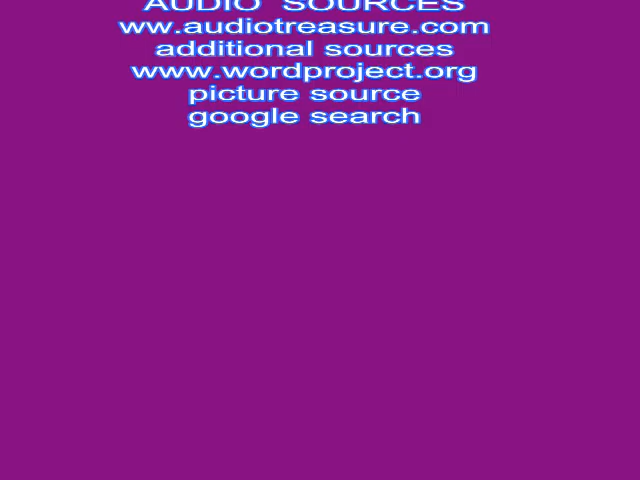 AUDIO SOURCES
ww.audiotreasure.com
additional sources
www.wordproject.org
picture source
google search